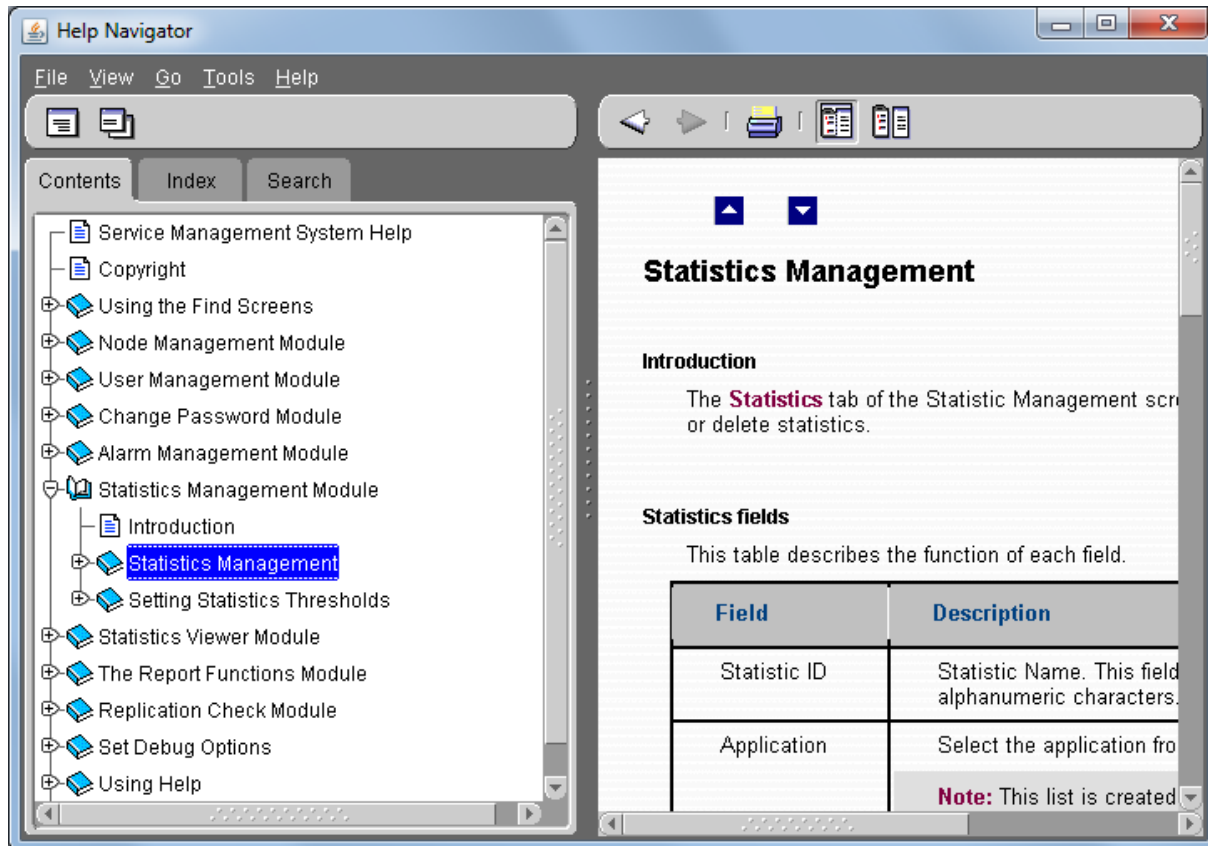 Help Navigator
File View Go Tools Help
Contents Index Search
Service Management System Help
Copyright
Using the Find Screens
Node Management Module
User Management Module
Change Password Module
Alarm Management Module
Statistics Management Module
Introduction
Statistics Management
Setting Statistics Thresholds
Statistics Viewer Module
The Report Functions Module
Replication Check Module
Set Debug Options
Using Help
Statistics Management
Introduction
The Statistics tab of the Statistic Management scr
or delete statistics.
Statistics fields
This table describes the function of each field.
Field Description
Statistic ID Statistic Name. This field
alphanumeric characters.
Application Select the application fro
Note: This list is created